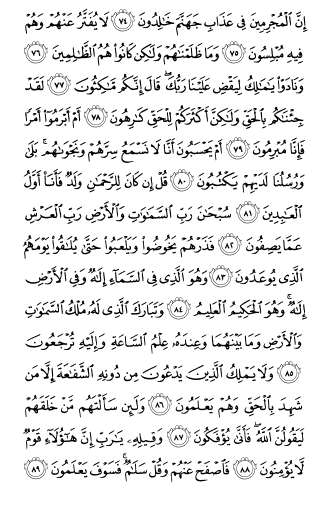 إِنَّ ٱلْمُجْرِمِينَ فِى عَذَابِ جَهَنَّمَ خَٰلِدُونَ ٧٤ لَا يُفَتَّرُ عَنْهُمْ وَهُمْ
فِيهِ مُبْلِسُونَ ٧٥ وَمَا ظَلَمْنَٰهُمْ وَلَٰكِن كَانُوا۟ هُمُ ٱلظَّٰلِمِينَ ٧٦
وَنَادَوْا۟ يَٰمَٰلِكُ لِيَقْضِ عَلَيْنَا رَبُّكَ ۖ قَالَ إِنَّكُم مَّٰكِثُونَ ٧٧ لَقَدْ
جِئْنَٰكُم بِٱلْحَقِّ وَلَٰكِنَّ أَكْثَرَكُمْ لِلْحَقِّ كَٰرِهُونَ ٧٨ أَمْ أَبْرَمُوٓا۟ أَمْرًا
فَإِنَّا مُبْرِمُونَ ٧٩ أَمْ يَحْسَبُونَ أَنَّا لَا نَسْمَعُ سِرَّهُمْ وَنَجْوَىٰهُم ۚ بَلَىٰ
وَرُسُلُنَا لَدَيْهِمْ يَكْتُبُونَ ٨٠ قُلْ إِن كَانَ لِلرَّحْمَٰنِ وَلَدٌ فَأَنَا۠ أَوَّلُ
ٱلْعَٰبِدِينَ ٨١ سُبْحَٰنَ رَبِّ ٱلسَّمَٰوَٰتِ وَٱلْأَرْضِ رَبِّ ٱلْعَرْشِ
عَمَّا يَصِفُونَ ٨٢ فَذَرْهُمْ يَخُوضُوا۟ وَيَلْعَبُوا۟ حَتَّىٰ يُلَٰقُوا۟ يَوْمَهُمُ
ٱلَّذِى يُوعَدُونَ ٨٣ وَهُوَ ٱلَّذِى فِى ٱلسَّمَآءِ إِلَٰهٌ وَفِى ٱلْأَرْضِ
إِلَٰهٌ ۚ وَهُوَ ٱلْحَكِيمُ ٱلْعَلِيمُ ٨٤ وَتَبَارَكَ ٱلَّذِى لَهُۥ مُلْكُ ٱلسَّمَٰوَٰتِ
وَٱلْأَرْضِ وَمَا بَيْنَهُمَا وَعِندَهُۥ عِلْمُ ٱلسَّاعَةِ وَإِلَيْهِ تُرْجَعُونَ
٨٥ وَلَا يَمْلِكُ ٱلَّذِينَ يَدْعُونَ مِن دُونِهِ ٱلشَّفَٰعَةَ إِلَّا مَن
شَهِدَ بِٱلْحَقِّ وَهُمْ يَعْلَمُونَ ٨٦ وَلَئِن سَأَلْتَهُم مَّنْ خَلَقَهُمْ
لَيَقُولُنَّ ٱللَّهُ ۖ فَأَنَّىٰ يُؤْفَكُونَ ٨٧ وَقِيلِهِۦ يَٰرَبِّ إِنَّ هَٰٓؤُلَآءِ قَوْمٌ
لَّا يُؤْمِنُونَ ٨٨ فَٱصْفَحْ عَنْهُمْ وَقُلْ سَلَٰمٌ ۚ فَسَوْفَ يَعْلَمُونَ ٨٩